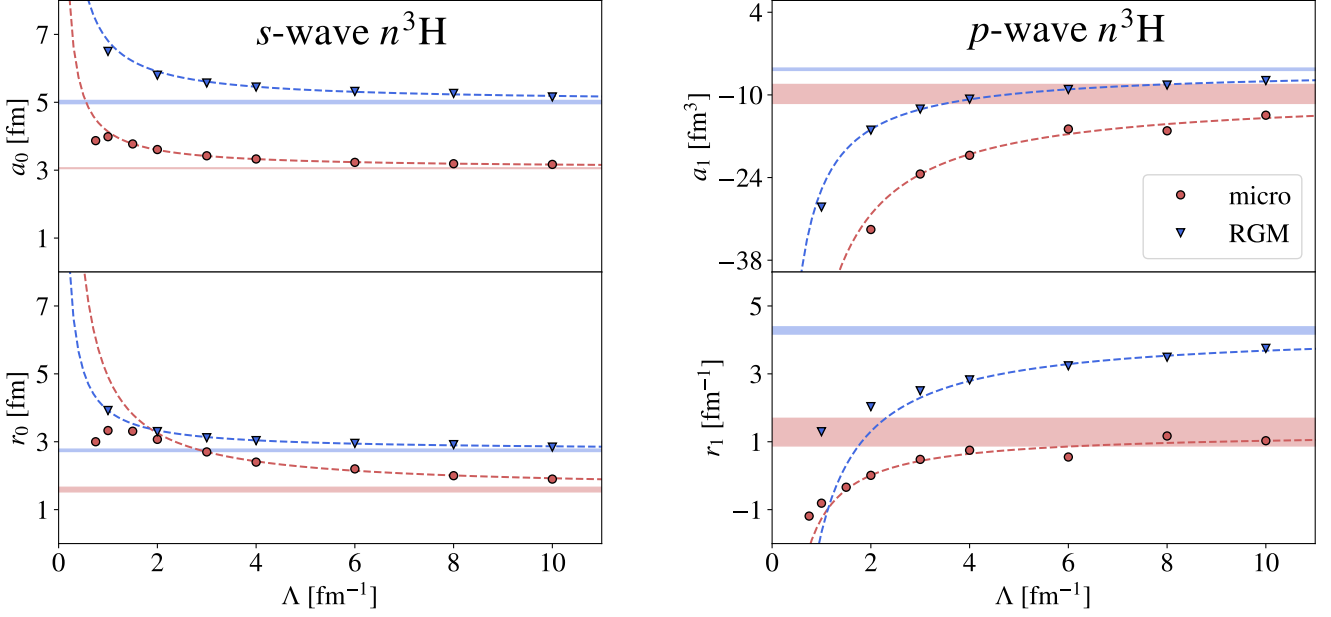 s-wave n³H
7
5
3
1
a₀ [fm]
7
5
3
1
r₀ [fm]
0
2
4
6
8
10
Λ [fm⁻¹]
p-wave n³H
4
−10
−24
−38
a₁ [fm³]
micro
RGM
5
3
1
−1
r₁ [fm⁻¹]
0
2
4
6
8
10
Λ [fm⁻¹]